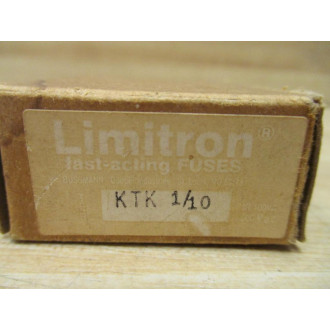 Limitron®
fast-acting FUSES
KTK 1/10